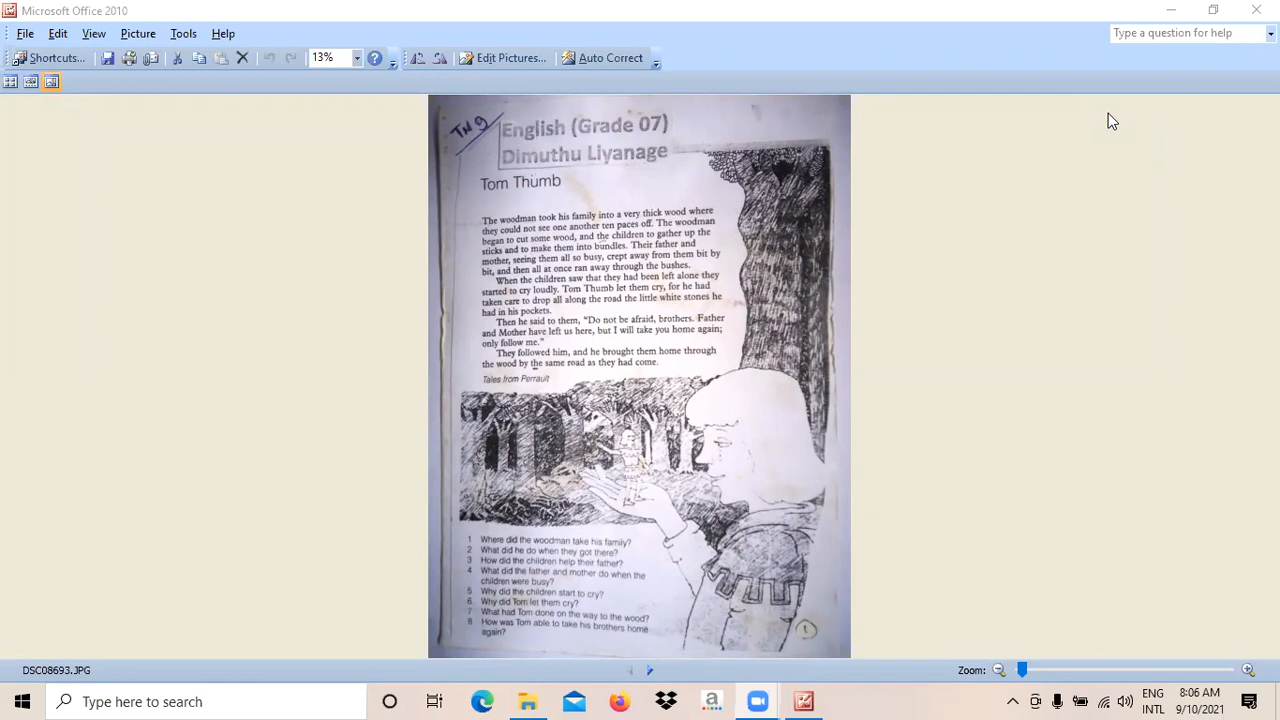 Microsoft Office 2010
File Edit View Picture Tools Help
Type a question for help
Shortcuts...
13%
Edit Pictures...
Auto Correct
TN 9
English (Grade 07)
Dimuthu Liyanage
Tom Thumb
The woodman took his family into a very thick wood where
they could not see one another ten paces off. The woodman
began to cut some wood, and the children to gather up the
sticks and to make them into bundles. Their father and
mother, seeing them all so busy, crept away from them bit by
bit, and then all at once ran away through the bushes.
When the children saw that they had been left alone they
started to cry loudly. Tom Thumb let them cry, for he had
taken care to drop all along the road the little white stones he
had in his pockets.
Then he said to them, “Do not be afraid, brothers. Father
and Mother have left us here, but I will take you home again;
only follow me.”
They followed him, and he brought them home through
the wood by the same road as they had come.
Tales from Perrault
1 Where did the woodman take his family?
2 What did he do when they got there?
3 How did the children help their father?
4 What did the father and mother do when the
children were busy?
5 Why did the children start to cry?
6 Why did Tom let them cry?
7 What had Tom done on the way to the wood?
8 How was Tom able to take his brothers home
again?
1
DSC08693.JPG
Zoom:
Type here to search
a
ENG
INTL
8:06 AM
9/10/2021